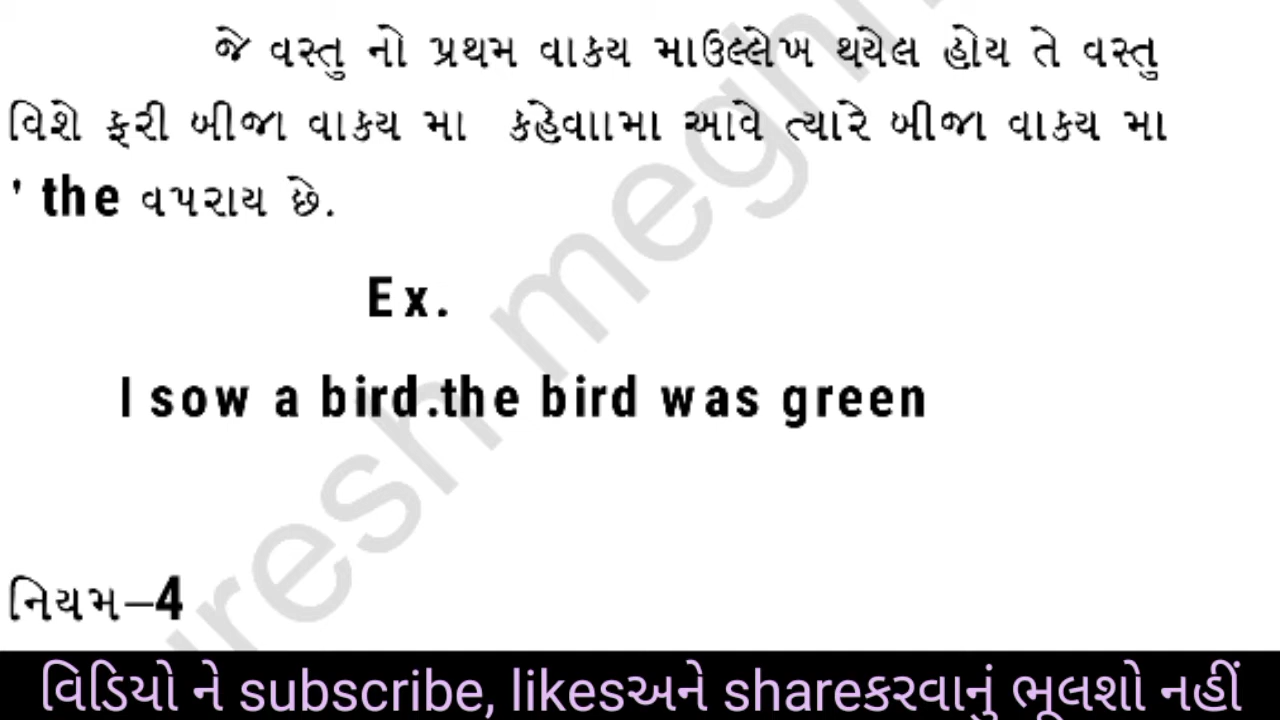 જે વસ્તુ નો પ્રથમ વાકય માઉલ્લેખ થયેલ હોય તે વસ્તુ
વિશે ફરી બીજા વાકય મા કહેવાામા આવે ત્યારે બીજા વાકય મા
' the વપરાય છે.
Ex.
I sow a bird.the bird was green
નિયમ–4
વિડિયો ને subscribe, likesઅને shareકરવાનું ભૂલશો નહીં